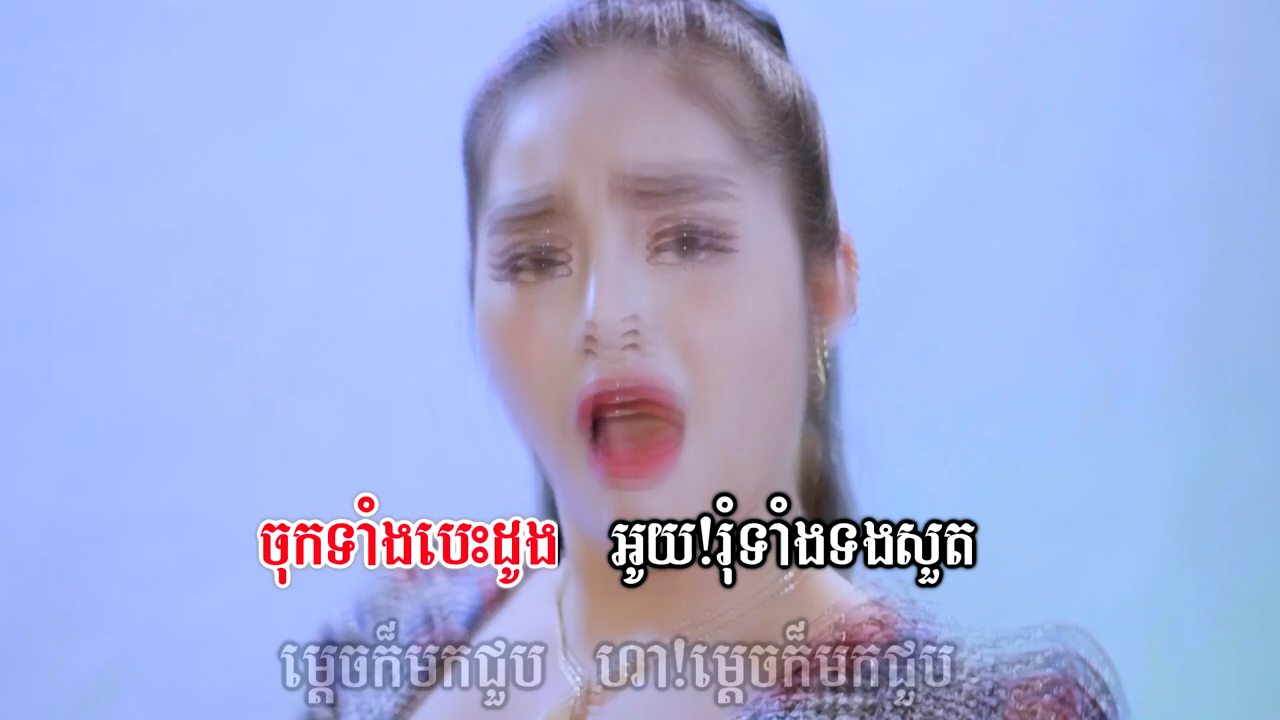 ចុកទាំងបេះដូង អូយ!រុំទាំងទងសួត
ម្ដេចក៏មកជួប ហា!ម្ដេចក៏មកជួប